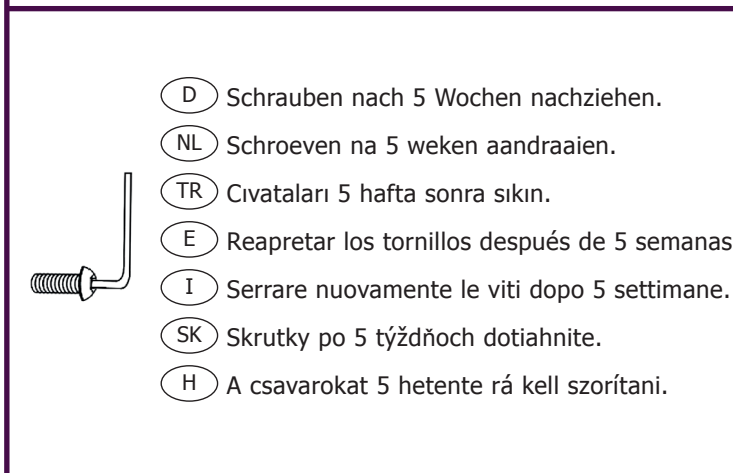 D Schrauben nach 5 Wochen nachziehen.
NL Schroeven na 5 weken aandraaien.
TR Cıvataları 5 hafta sonra sıkın.
E Reapretar los tornillos después de 5 semanas
I Serrare nuovamente le viti dopo 5 settimane.
SK Skrutky po 5 týždňoch dotiahnite.
H A csavarokat 5 hetente rá kell szorítani.